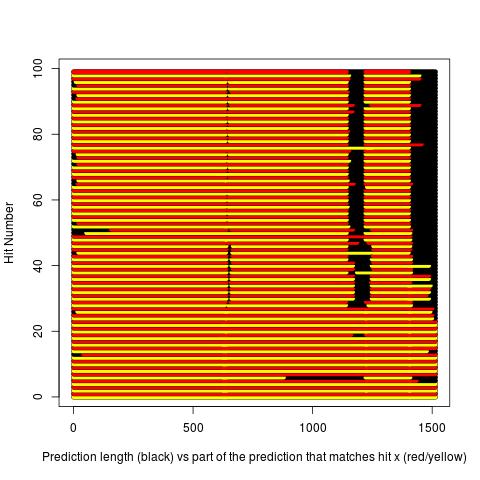 100
80
60
40
20
0
Hit Number
0 500 1000 1500
Prediction length (black) vs part of the prediction that matches hit x (red/yellow)